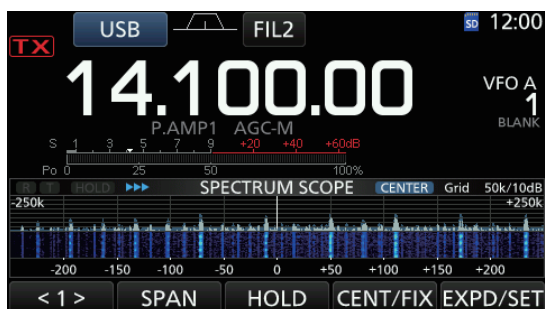 USB FIL2 SD 12:00
TX
14.100.00 VFO A
1
P.AMP1 AGC-M BLANK
S 1 3 5 7 9 +20 +40 +60dB
Po 0 25 50 100%
R T HOLD SPECTRUM SCOPE CENTER Grid 50k/10dB
-250k +250k
-200 -150 -100 -50 0 +50 +100 +150 +200
< 1 > SPAN HOLD CENT/FIX EXPD/SET